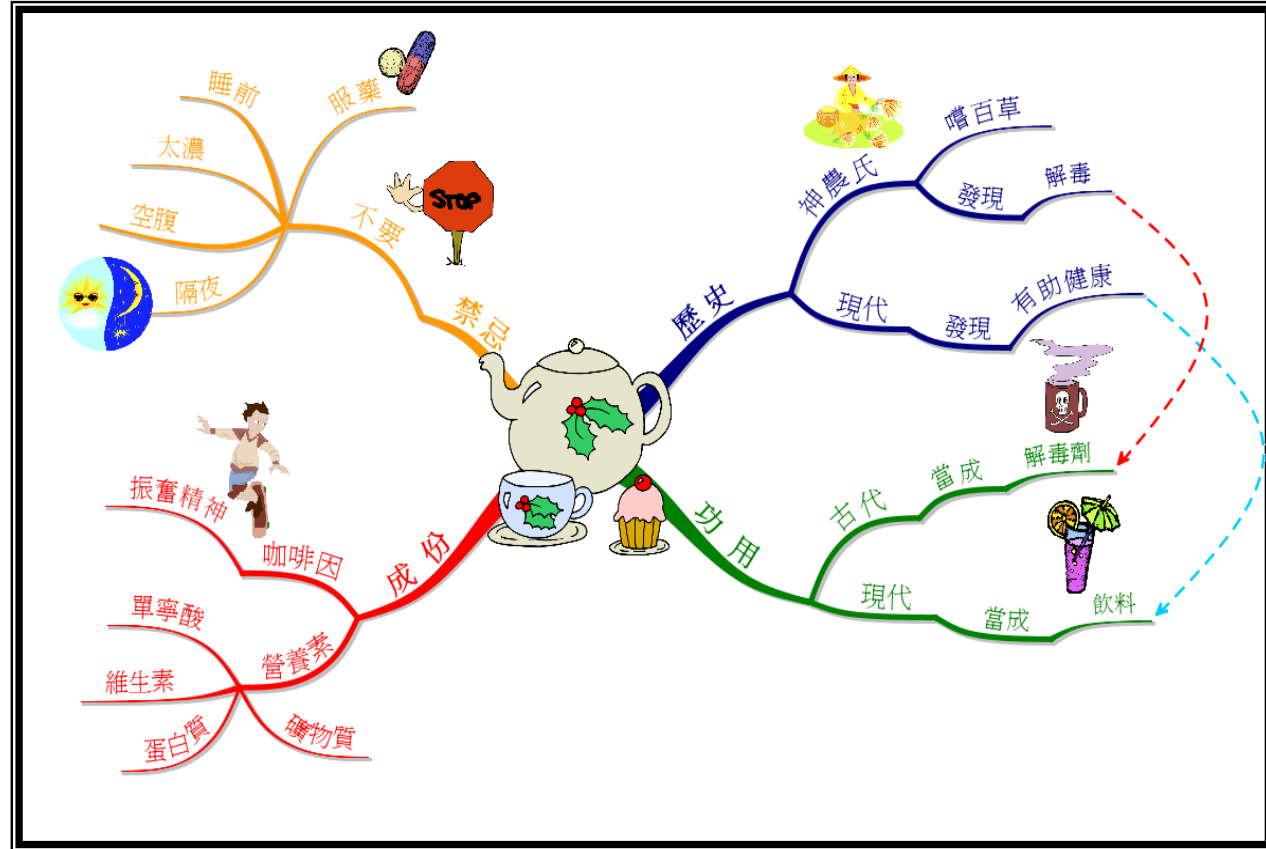 歷史
神農氏
嚐百草
發現
解毒
現代
發現
有助健康
功用
古代
當成
解毒劑
現代
當成
飲料
成份
咖啡因
振奮精神
營養素
單寧酸
維生素
蛋白質
礦物質
禁忌
不要
服藥
睡前
太濃
空腹
隔夜
STOP